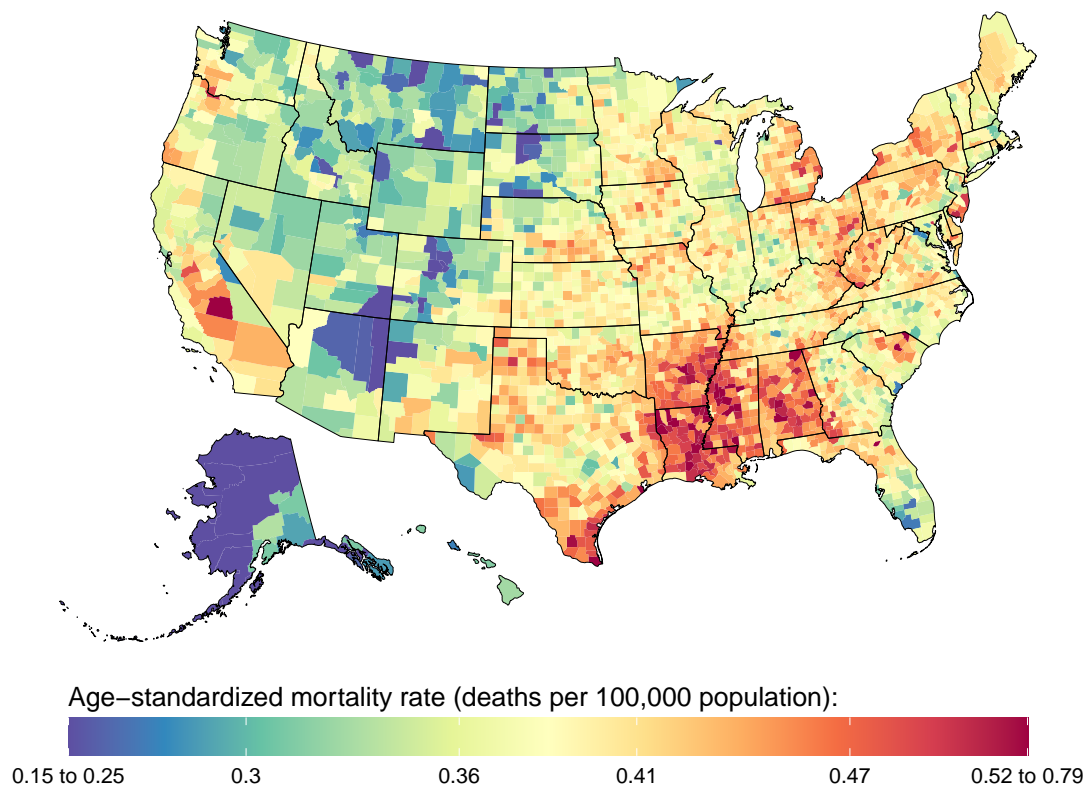 Age−standardized mortality rate (deaths per 100,000 population):
0.15 to 0.25 0.3 0.36 0.41 0.47 0.52 to 0.79